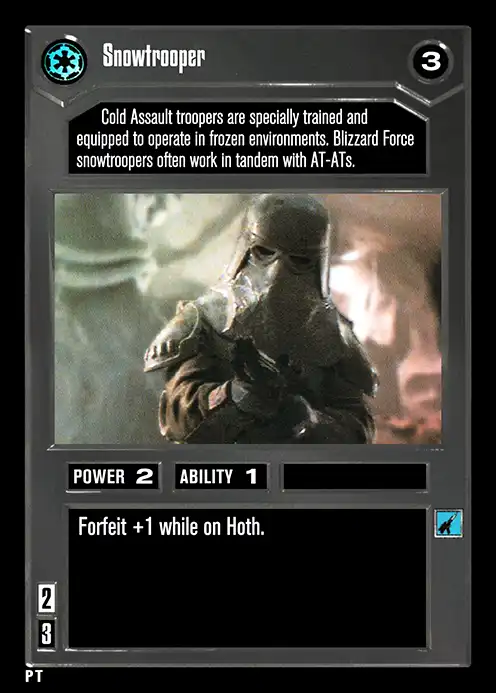 Snowtrooper
3
Cold Assault troopers are specially trained and
equipped to operate in frozen environments. Blizzard Force
snowtroopers often work in tandem with AT-ATs.
POWER 2 ABILITY 1
Forfeit +1 while on Hoth.
2
3
PT